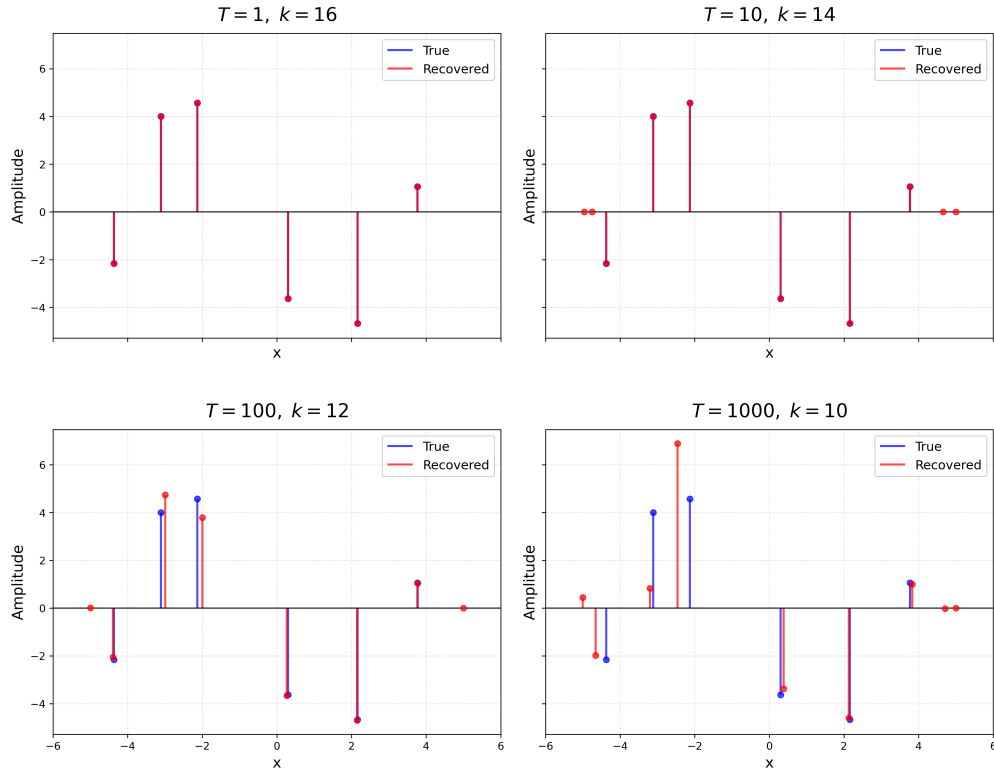 T = 1, k = 16
True
Recovered
6
4
2
0
−2
−4
Amplitude
x
T = 10, k = 14
True
Recovered
Amplitude
x
T = 100, k = 12
True
Recovered
6
4
2
0
−2
−4
Amplitude
−6 −4 −2 0 2 4 6
x
T = 1000, k = 10
True
Recovered
Amplitude
−6 −4 −2 0 2 4 6
x